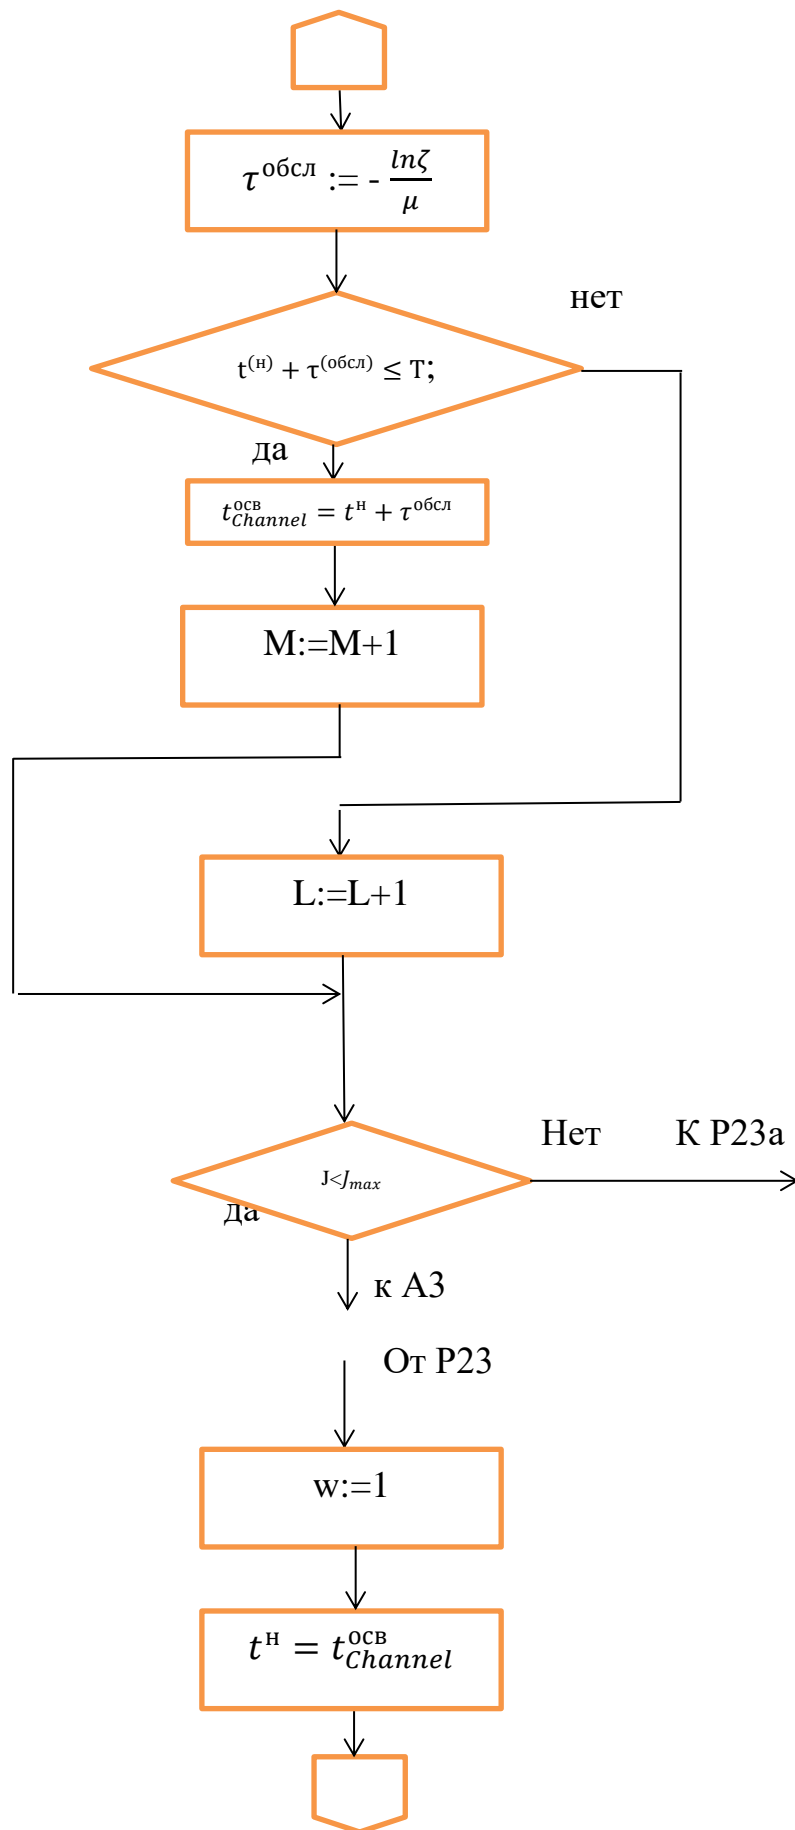 τ^обсл := - lnζ/μ
нет
t^(н) + τ^(обсл) ≤ T;
да
t^осв_Channel = t^н + τ^обсл
M:=M+1
L:=L+1
Нет К Р23а
J<J_max
да
к А3
От Р23
w:=1
t^н = t^осв_Channel